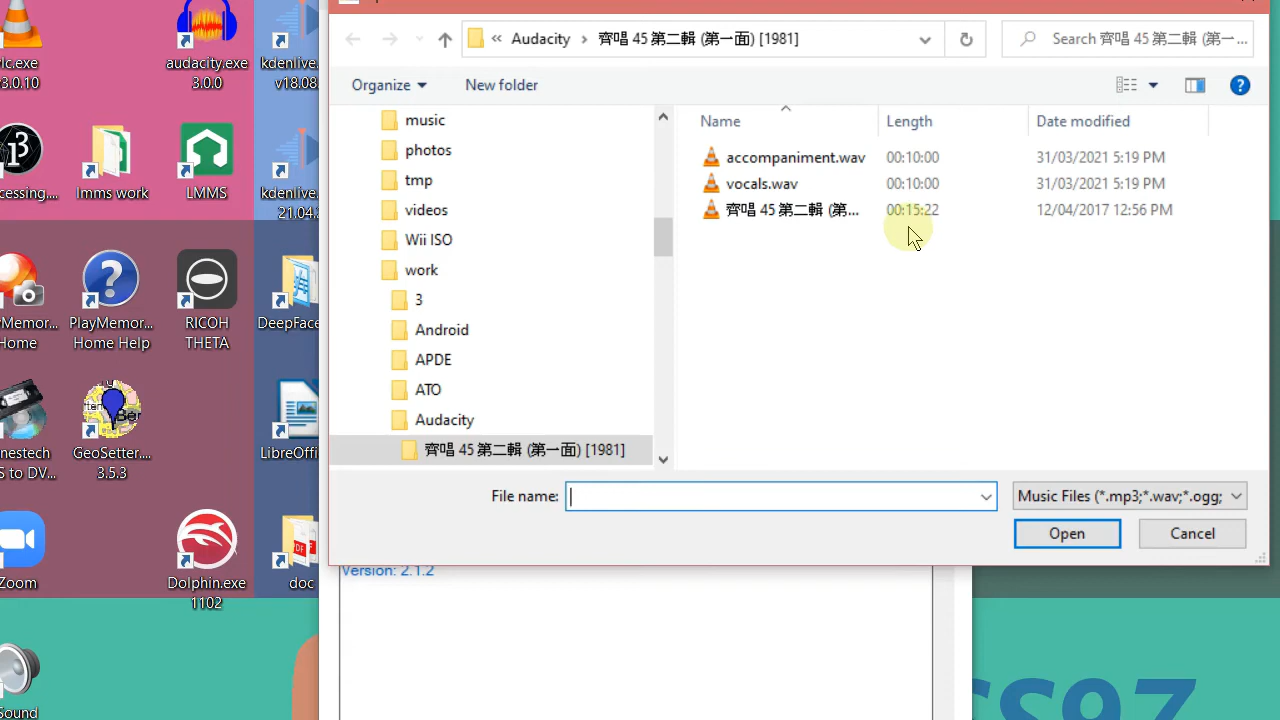 lc.exe
3.0.10
audacity.exe
3.0.0
kdenlive.
v18.08.
cessing,...
lmms work
LMMS
kdenlive.
21.04.
Memor...
Home
PlayMemor...
Home Help
RICOH
THETA
DeepFace
nestech
S to DV...
GeoSetter....
3.5.3
LibreOffi
Zoom
Dolphin.exe
1102
doc
PDF
Sound
« Audacity › 齊唱 45 第二輯 (第一面) [1981]
Search 齊唱 45 第二輯 (第一...
Organize
New folder
music
photos
tmp
videos
Wii ISO
work
3
Android
APDE
ATO
Audacity
齊唱 45 第二輯 (第一面) [1981]
Name Length Date modified
accompaniment.wav 00:10:00 31/03/2021 5:19 PM
vocals.wav 00:10:00 31/03/2021 5:19 PM
齊唱 45 第二輯 (第... 00:15:22 12/04/2017 12:56 PM
File name:
Music Files (*.mp3;*.wav;*.ogg;
Open
Cancel
Version: 2.1.2